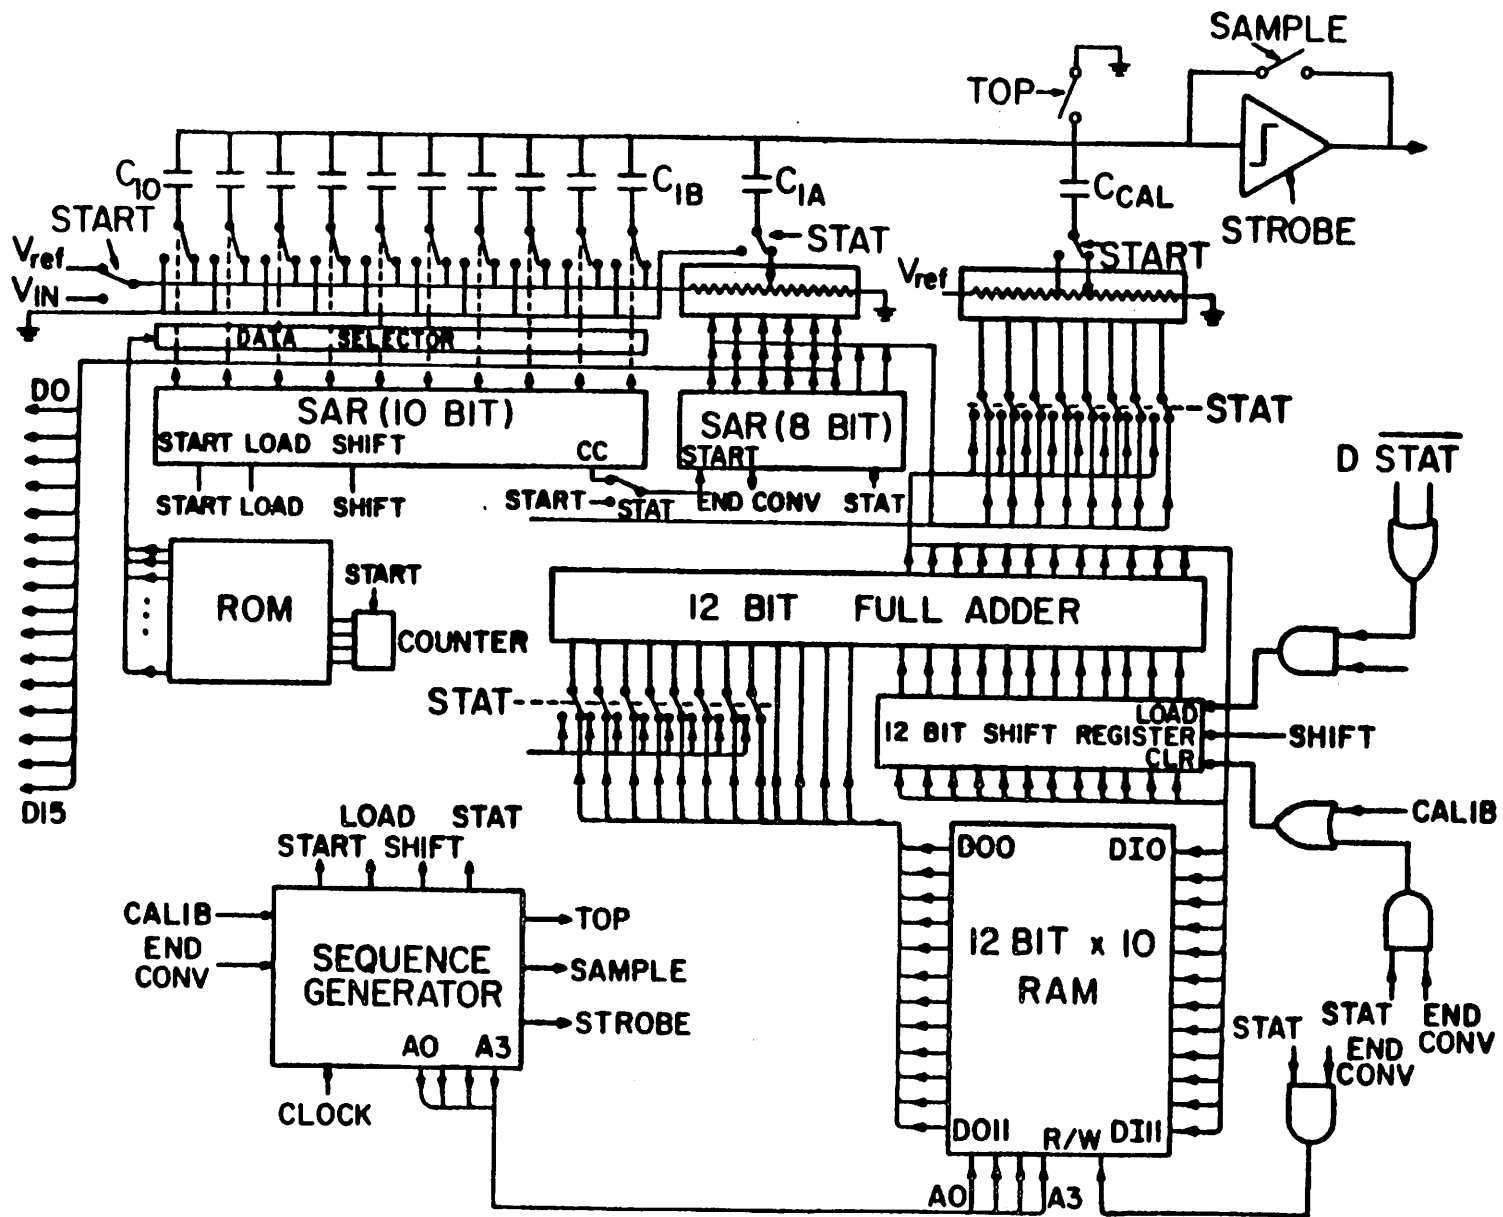 SAMPLE
TOP
C10
C1B
C1A
CCAL
START
STAT
START
STROBE
Vref
VIN
Vref
DATA SELECTOR
DO
SAR (10 BIT)
START LOAD SHIFT
CC
SAR (8 BIT)
START
STAT
D STAT
START LOAD SHIFT
START
STAT
END CONV
STAT
ROM
START
COUNTER
12 BIT FULL ADDER
STAT
LOAD
12 BIT SHIFT REGISTER
CLR
SHIFT
D15
LOAD STAT
START SHIFT
CALIB
DO0
DI0
CALIB
END
CONV
SEQUENCE
GENERATOR
TOP
SAMPLE
STROBE
12 BIT x 10
RAM
A0 A3
CLOCK
STAT
STAT
END
CONV
END
CONV
DO11
R/W
DI11
A0
A3